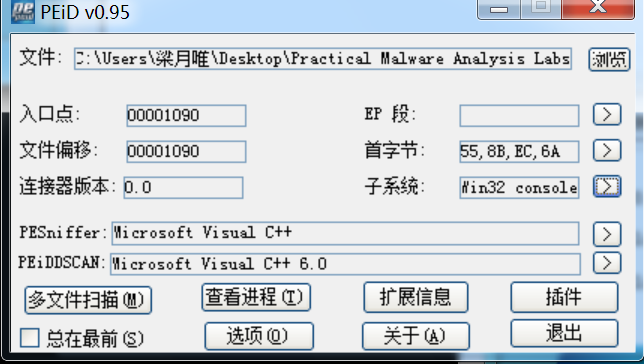 PEiD v0.95
文件: C:\Users\梁月唯\Desktop\Practical Malware Analysis Labs 浏览
入口点: 00001090 EP 段: >
文件偏移: 00001090 首字节: 55,8B,EC,6A >
连接器版本: 0.0 子系统: Win32 console >
PESniffer: Microsoft Visual C++ >
PEiDDSCAN: Microsoft Visual C++ 6.0 >
多文件扫描(M) 查看进程(T) 扩展信息 插件
总在最前(S) 选项(O) 关于(A) 退出